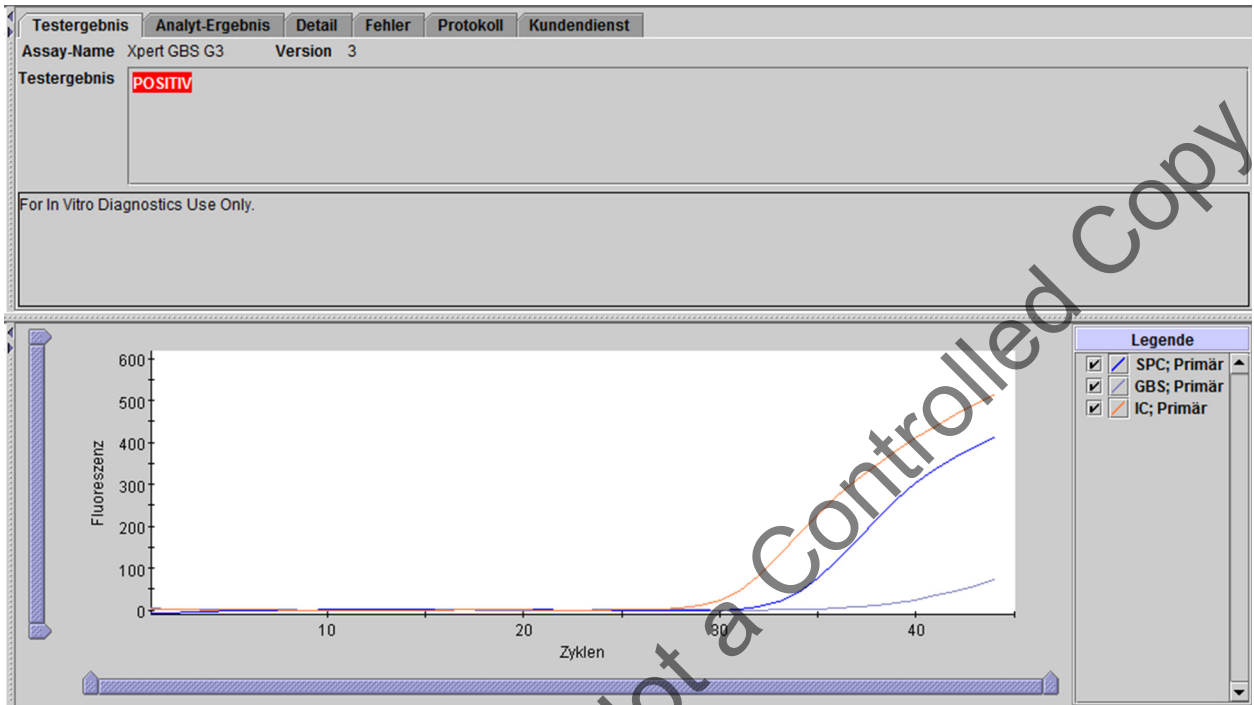 Testergebnis Analyt-Ergebnis Detail Fehler Protokoll Kundendienst
Assay-Name Xpert GBS G3 Version 3
Testergebnis POSITIV
For In Vitro Diagnostics Use Only.
Legende
SPC; Primär
GBS; Primär
IC; Primär
600
500
400
300
200
100
0
Fluoreszenz
10 20 30 40
Zyklen
Not a Controlled Copy